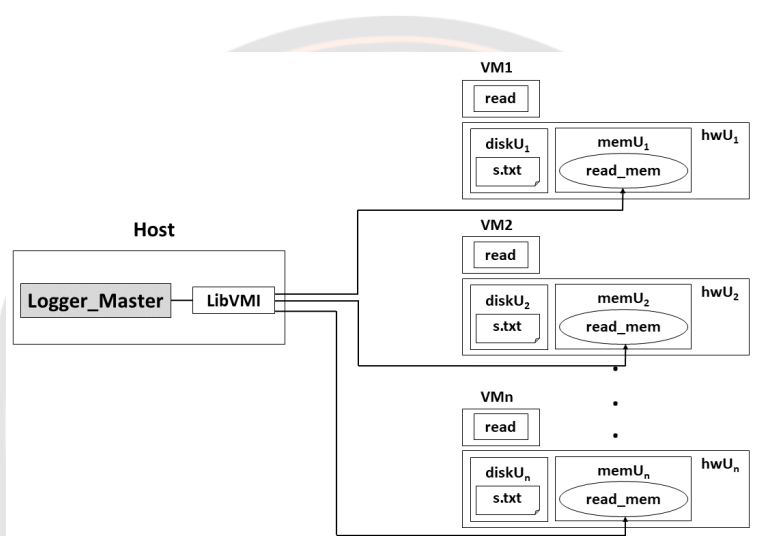 VM1
read
hwU₁
diskU₁
memU₁
s.txt
read_mem
Host
Logger_Master
LibVMI
VM2
read
hwU₂
diskU₂
memU₂
s.txt
read_mem
VMn
read
hwUₙ
diskUₙ
memUₙ
s.txt
read_mem